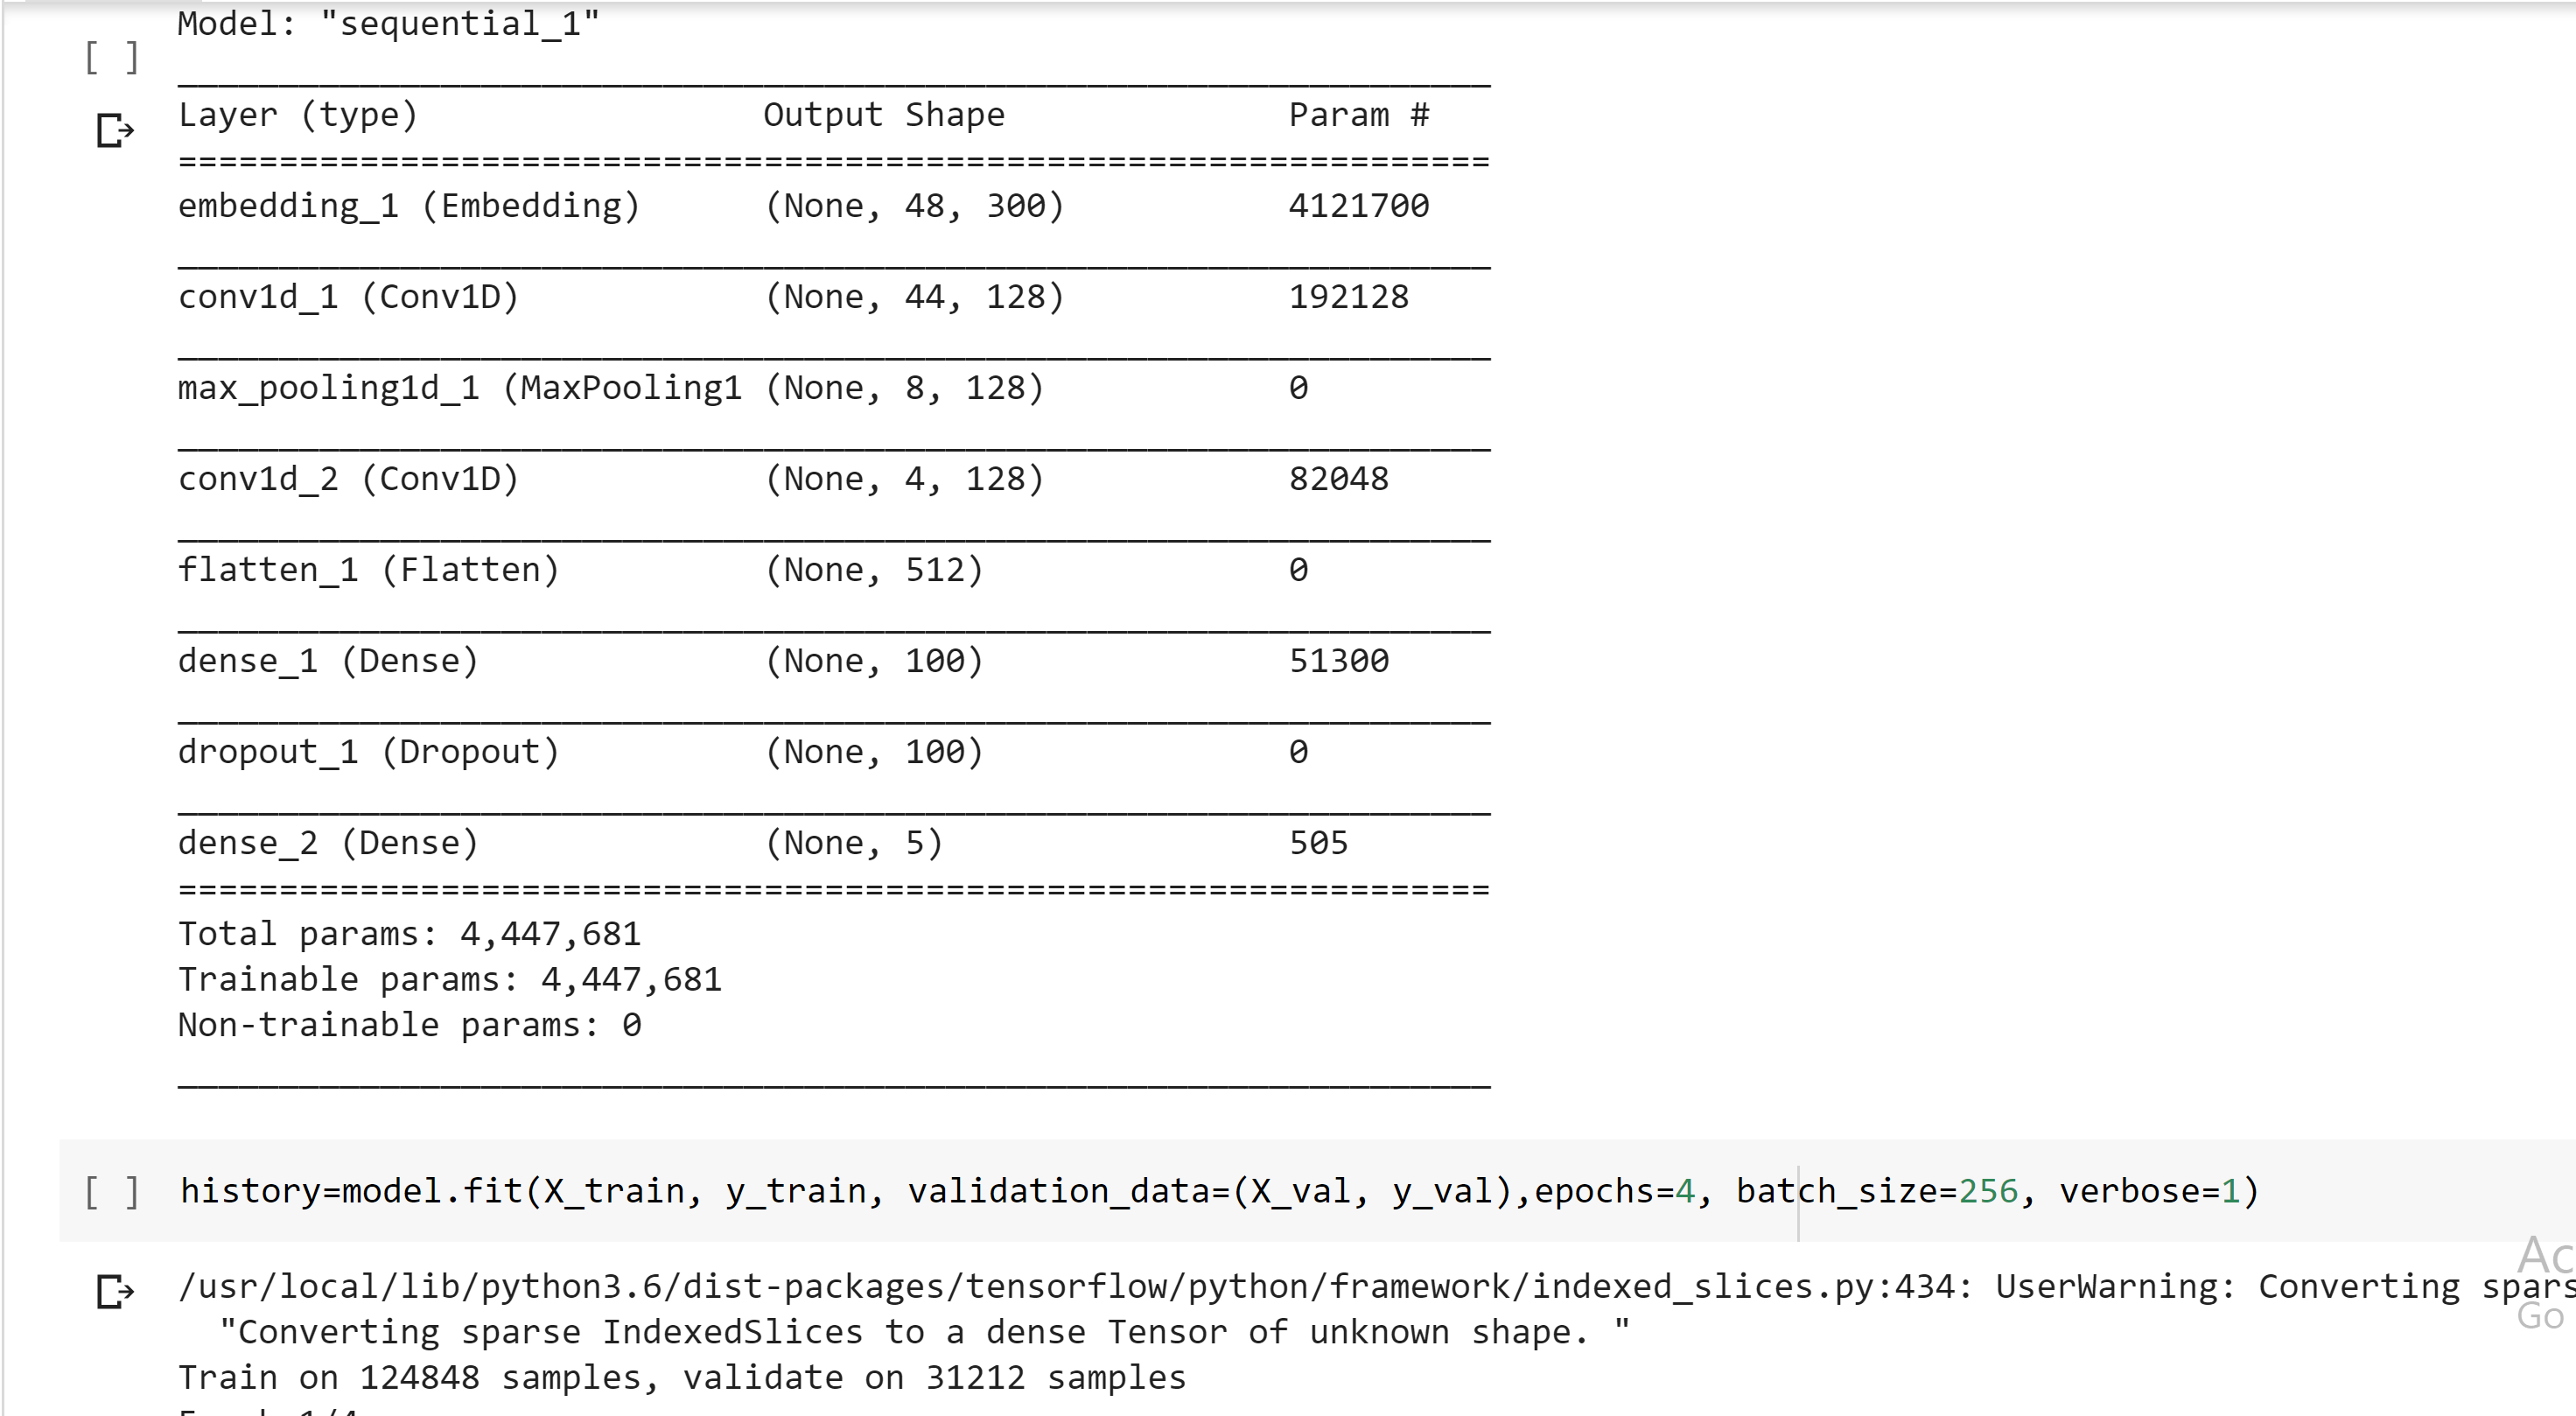 Model: "sequential_1"
[ ]
_________________________________________________________________
Layer (type)                 Output Shape              Param #
=================================================================
embedding_1 (Embedding)      (None, 48, 300)           4121700
_________________________________________________________________
conv1d_1 (Conv1D)            (None, 44, 128)           192128
_________________________________________________________________
max_pooling1d_1 (MaxPooling1 (None, 8, 128)            0
_________________________________________________________________
conv1d_2 (Conv1D)            (None, 4, 128)            82048
_________________________________________________________________
flatten_1 (Flatten)          (None, 512)               0
_________________________________________________________________
dense_1 (Dense)              (None, 100)               51300
_________________________________________________________________
dropout_1 (Dropout)          (None, 100)               0
_________________________________________________________________
dense_2 (Dense)              (None, 5)                 505
=================================================================
Total params: 4,447,681
Trainable params: 4,447,681
Non-trainable params: 0
_________________________________________________________________
[ ] history=model.fit(X_train, y_train, validation_data=(X_val, y_val),epochs=4, batch_size=256, verbose=1)
/usr/local/lib/python3.6/dist-packages/tensorflow/python/framework/indexed_slices.py:434: UserWarning: Converting spars
"Converting sparse IndexedSlices to a dense Tensor of unknown shape. "
Train on 124848 samples, validate on 31212 samples
Ac
Go